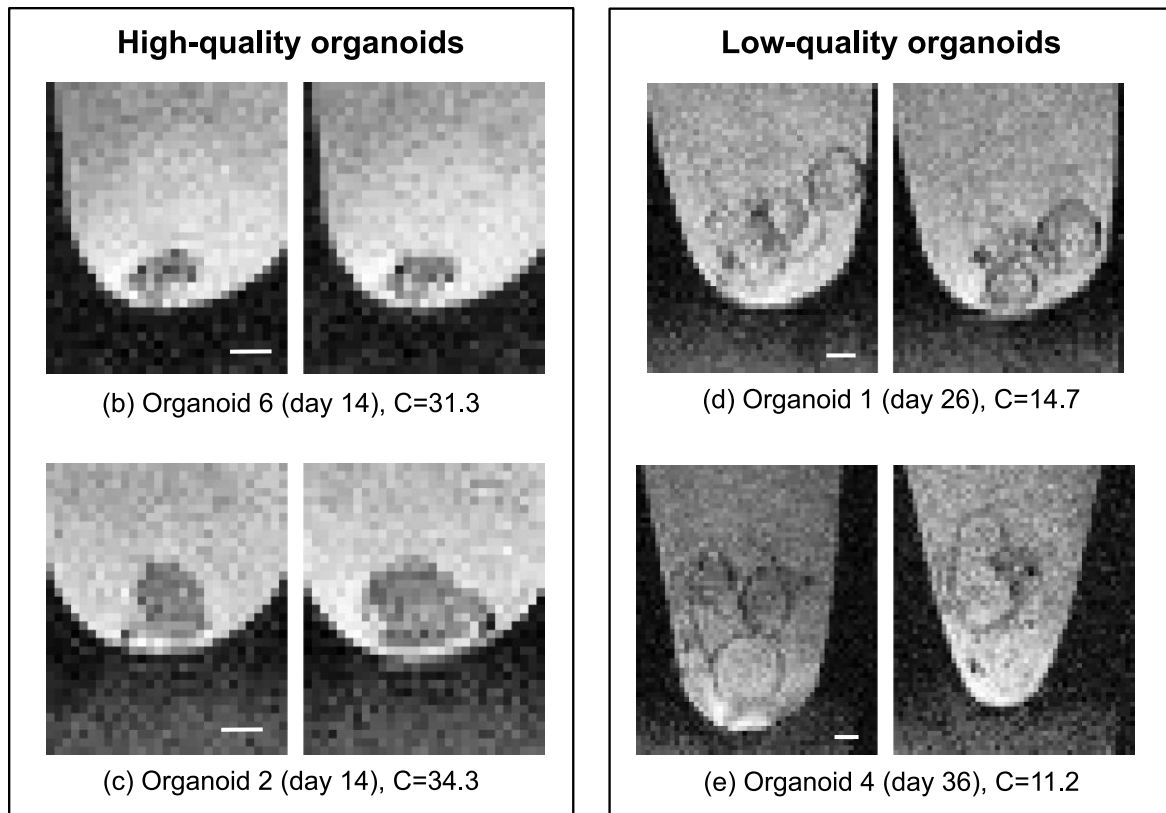 High-quality organoids
(b) Organoid 6 (day 14), C=31.3
(c) Organoid 2 (day 14), C=34.3
Low-quality organoids
(d) Organoid 1 (day 26), C=14.7
(e) Organoid 4 (day 36), C=11.2